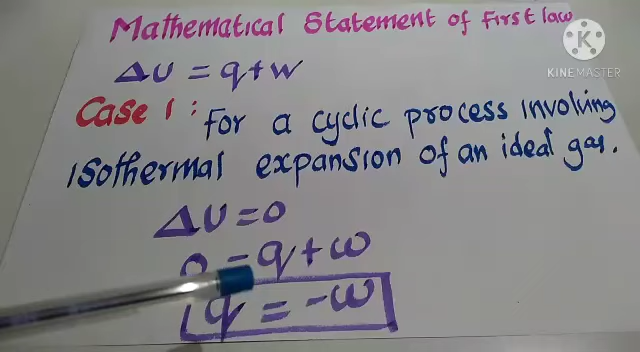 Mathematical Statement of First law
ΔU = q+w
Case 1: For a cyclic process involving
isothermal expansion of an ideal gas.
ΔU=0
0 = q+w
q = -w
KINEMASTER